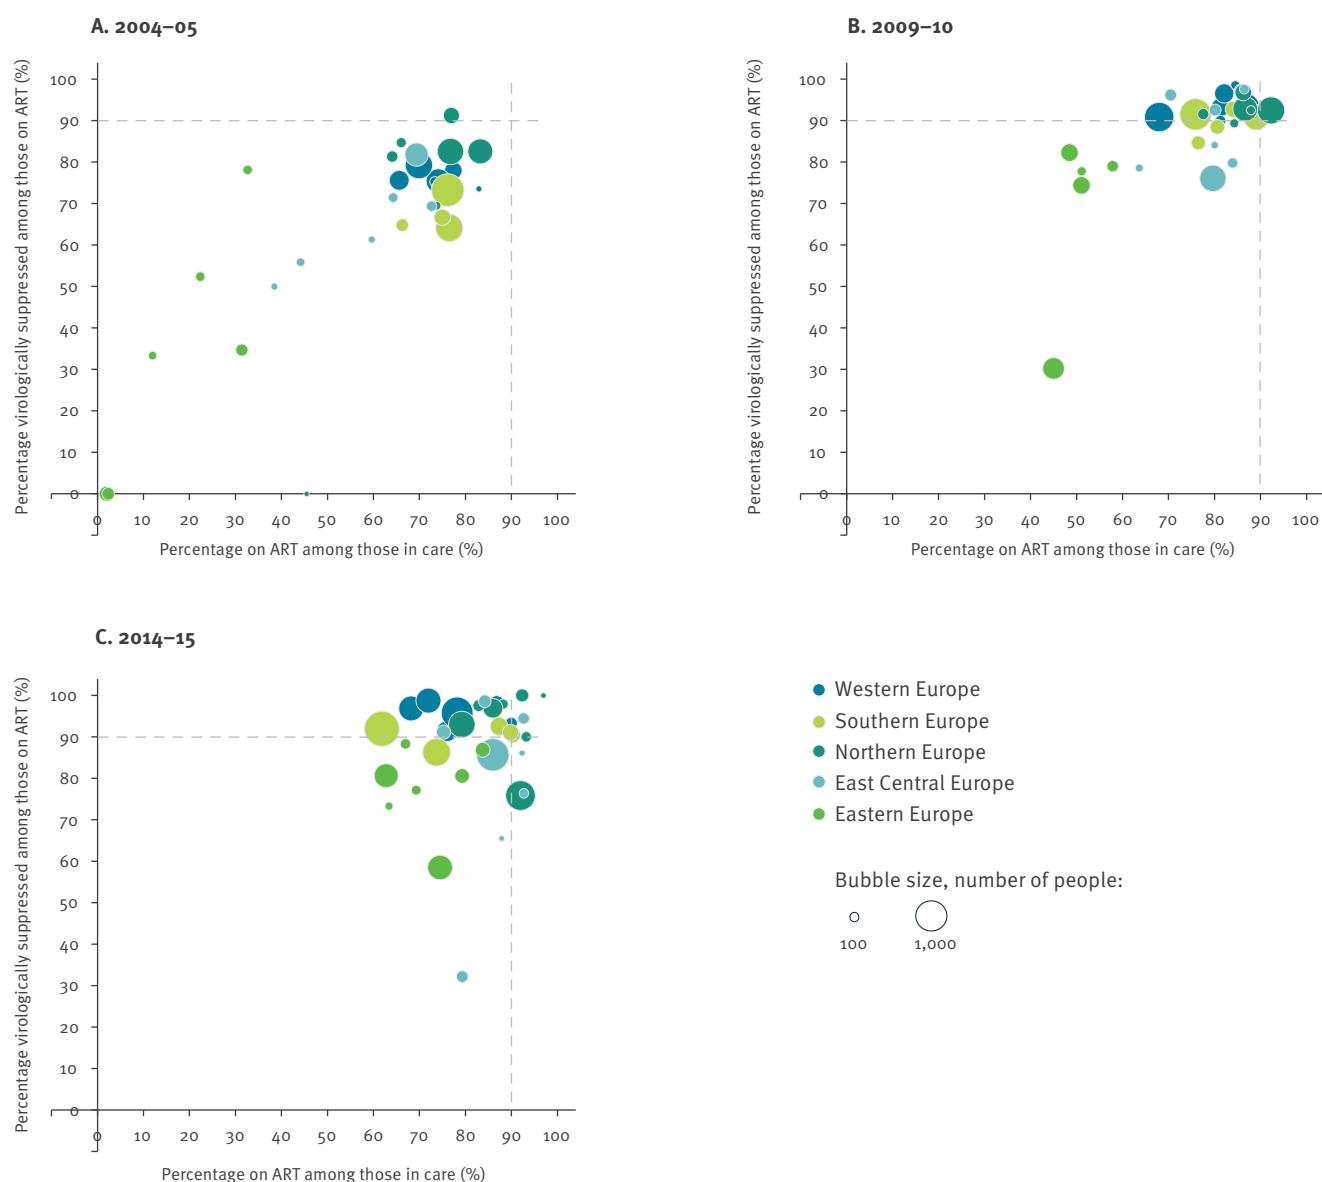 A. 2004–05
Percentage virologically suppressed among those on ART (%)
100
90
80
70
60
50
40
30
20
10
0
0 10 20 30 40 50 60 70 80 90 100
Percentage on ART among those in care (%)
B. 2009–10
Percentage virologically suppressed among those on ART (%)
100
90
80
70
60
50
40
30
20
10
0
0 10 20 30 40 50 60 70 80 90 100
Percentage on ART among those in care (%)
C. 2014–15
Percentage virologically suppressed among those on ART (%)
100
90
80
70
60
50
40
30
20
10
0
0 10 20 30 40 50 60 70 80 90 100
Percentage on ART among those in care (%)
Western Europe
Southern Europe
Northern Europe
East Central Europe
Eastern Europe
Bubble size, number of people:
100 1,000